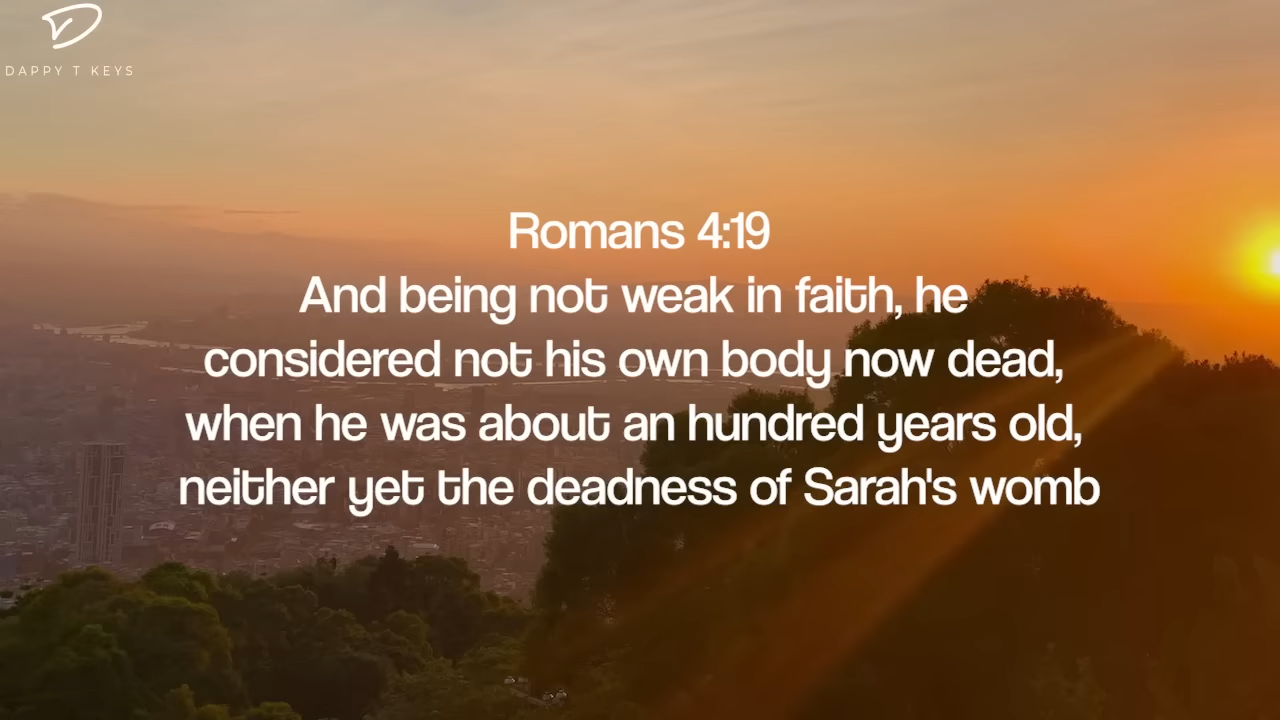 DAPPY T KEYS
Romans 4:19
And being not weak in faith, he
considered not his own body now dead,
when he was about an hundred years old,
neither yet the deadness of Sarah's womb